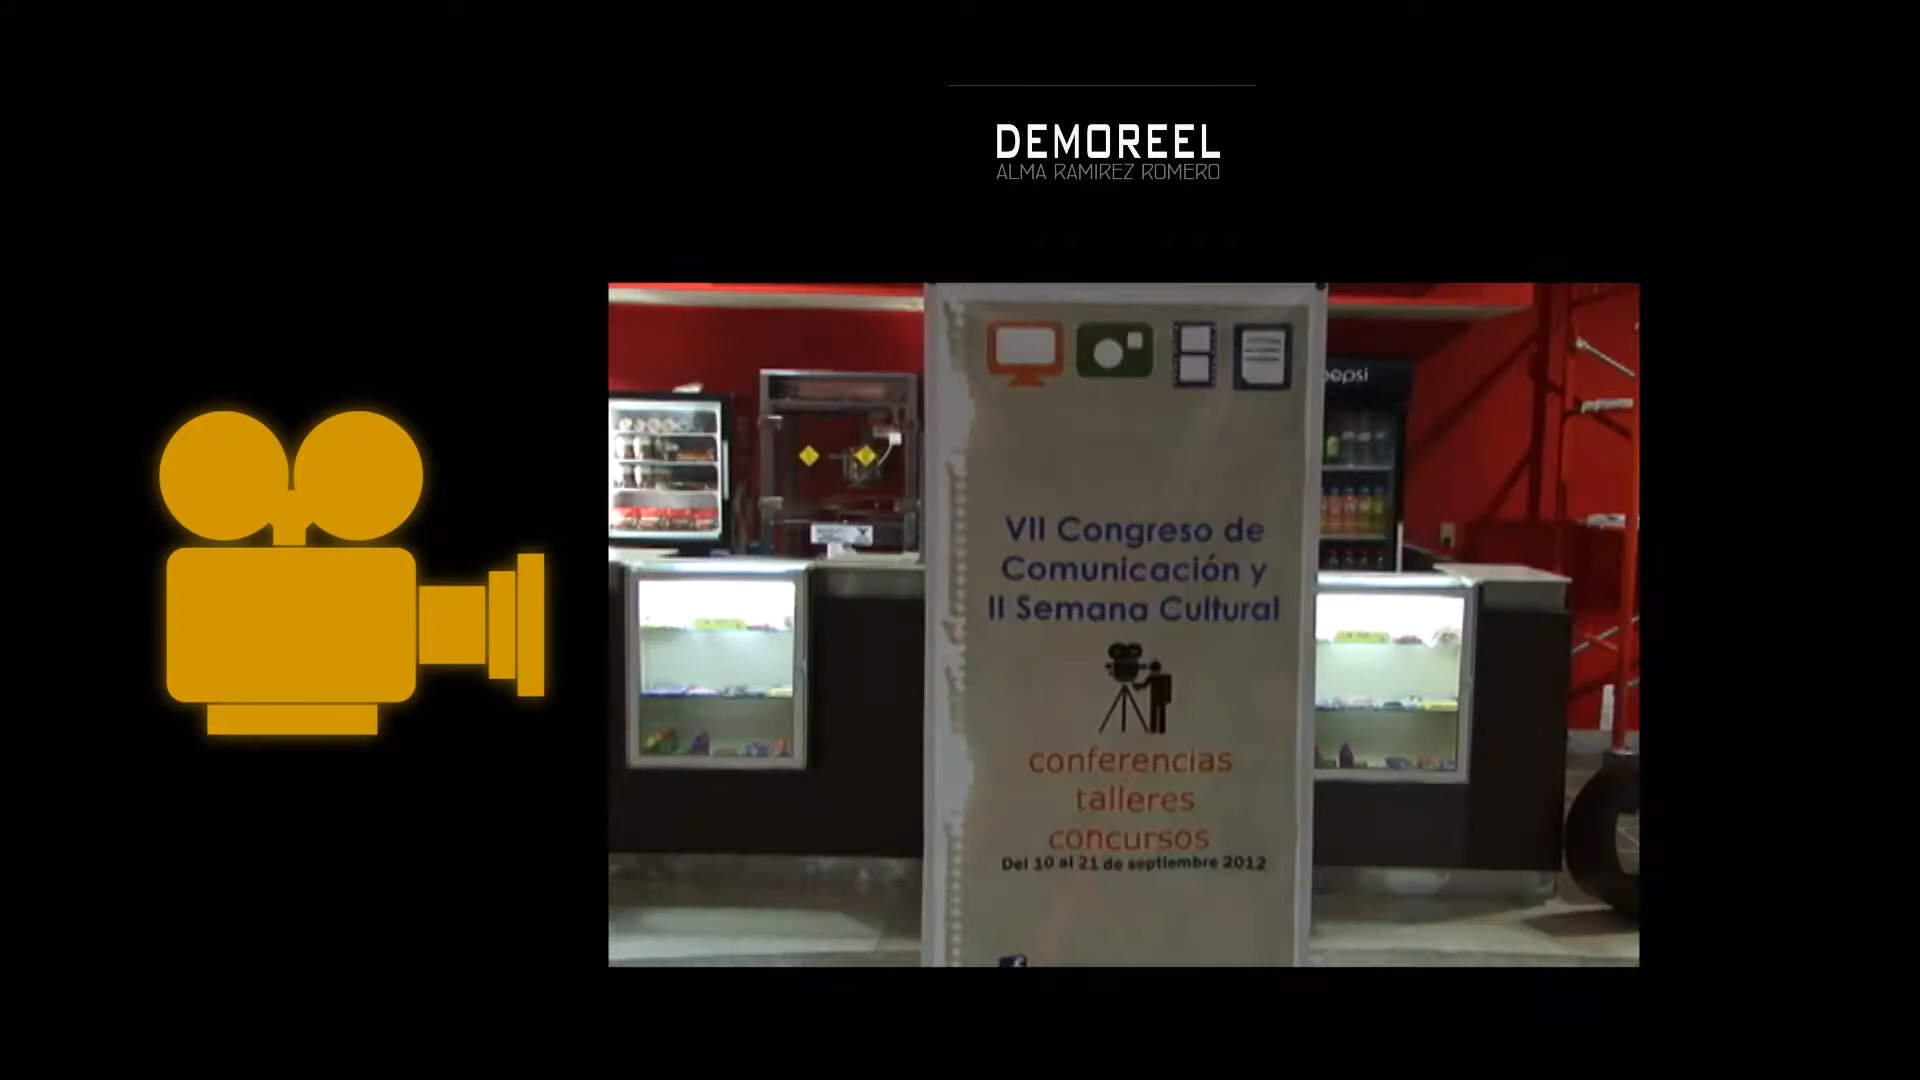 DEMOREEL
ALMA RAMIREZ ROMERO
pepsi
VII Congreso de
Comunicación y
II Semana Cultural
conferencias
talleres
concursos
Del 10 al 21 de septiembre 2012